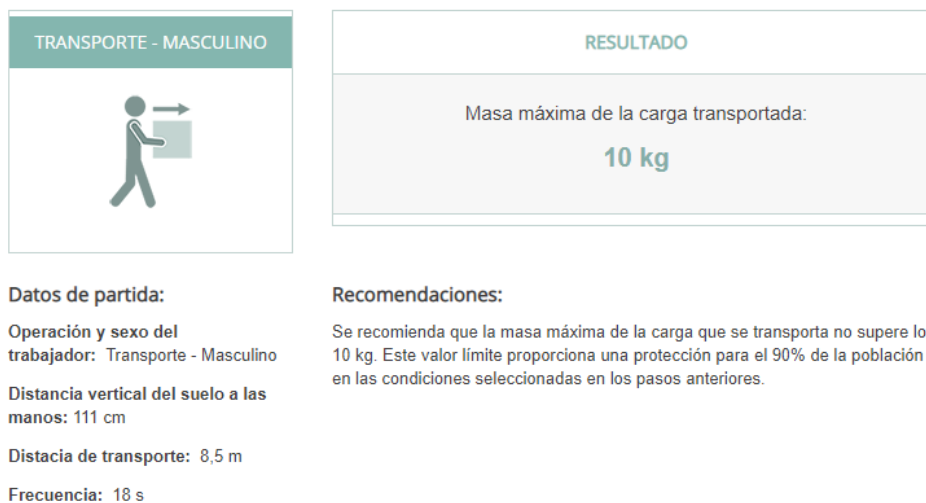 TRANSPORTE - MASCULINO
RESULTADO
Masa máxima de la carga transportada:
10 kg
Datos de partida:
Operación y sexo del
trabajador: Transporte - Masculino
Distancia vertical del suelo a las
manos: 111 cm
Distacia de transporte: 8,5 m
Frecuencia: 18 s
Recomendaciones:
Se recomienda que la masa máxima de la carga que se transporta no supere lo
10 kg. Este valor límite proporciona una protección para el 90% de la población
en las condiciones seleccionadas en los pasos anteriores.